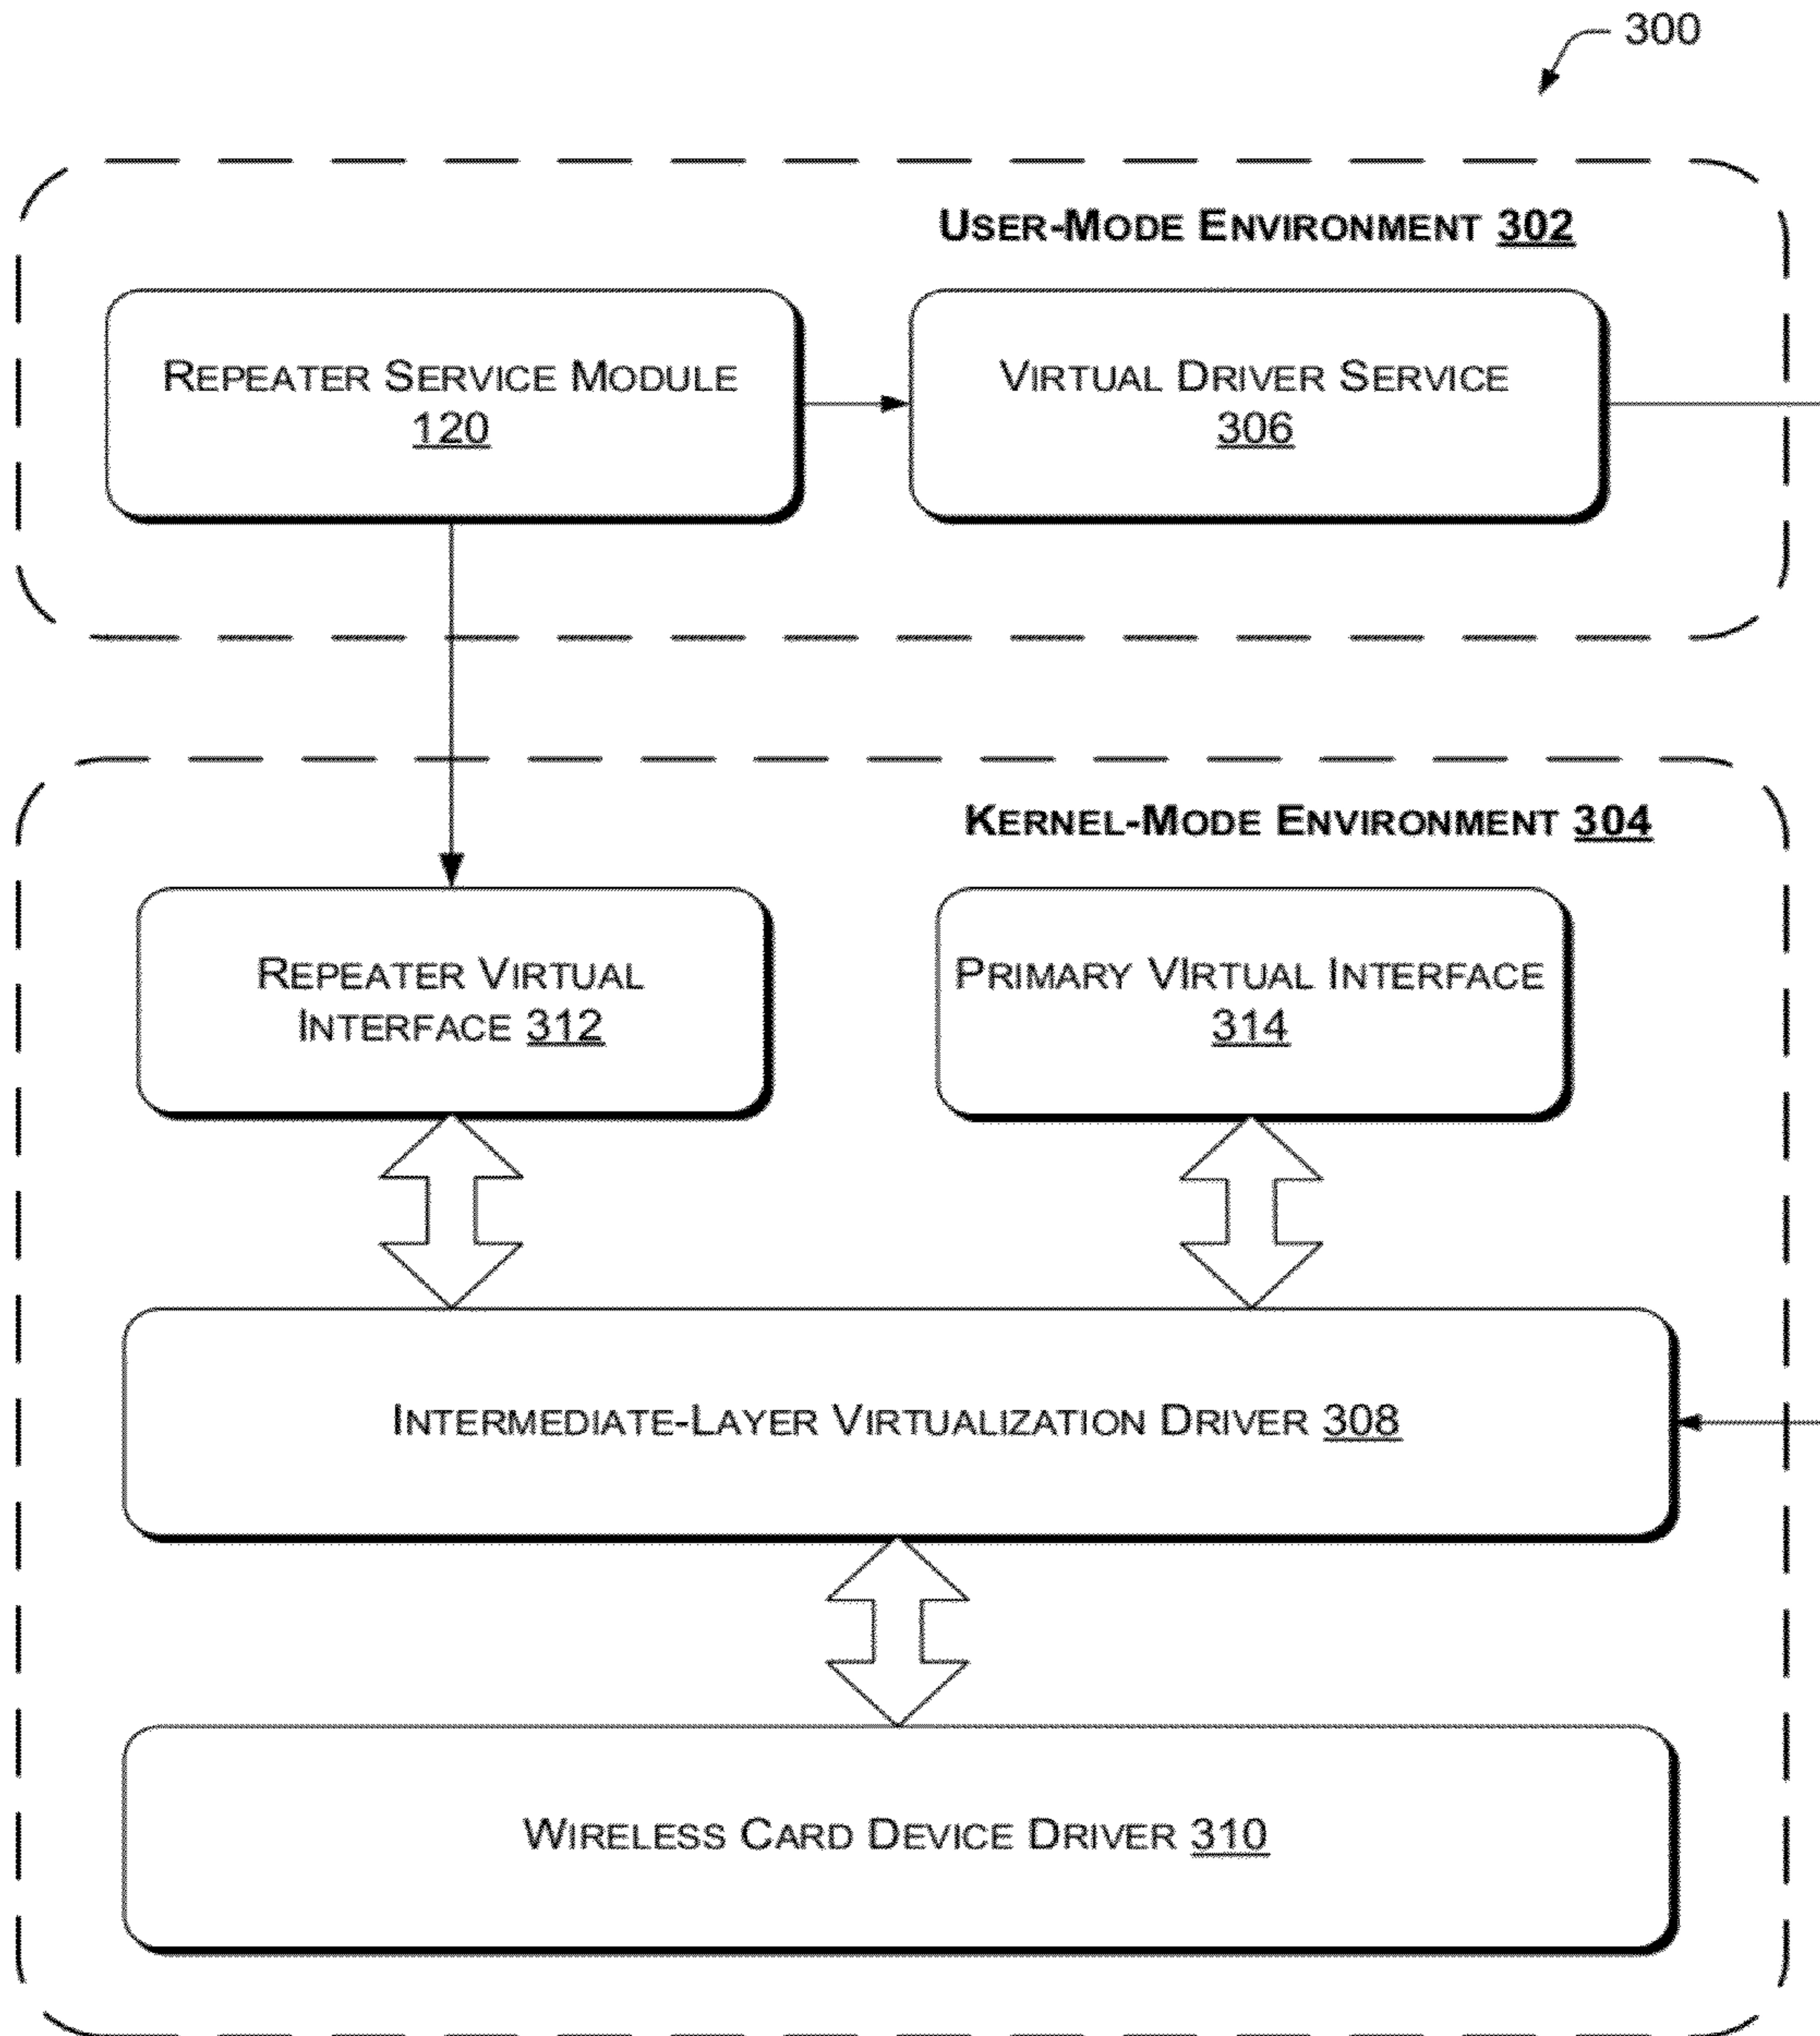 300
USER-MODE ENVIRONMENT 302
REPEATER SERVICE MODULE
120
VIRTUAL DRIVER SERVICE
306
KERNEL-MODE ENVIRONMENT 304
REPEATER VIRTUAL
INTERFACE 312
PRIMARY VIRTUAL INTERFACE
314
INTERMEDIATE-LAYER VIRTUALIZATION DRIVER 308
WIRELESS CARD DEVICE DRIVER 310